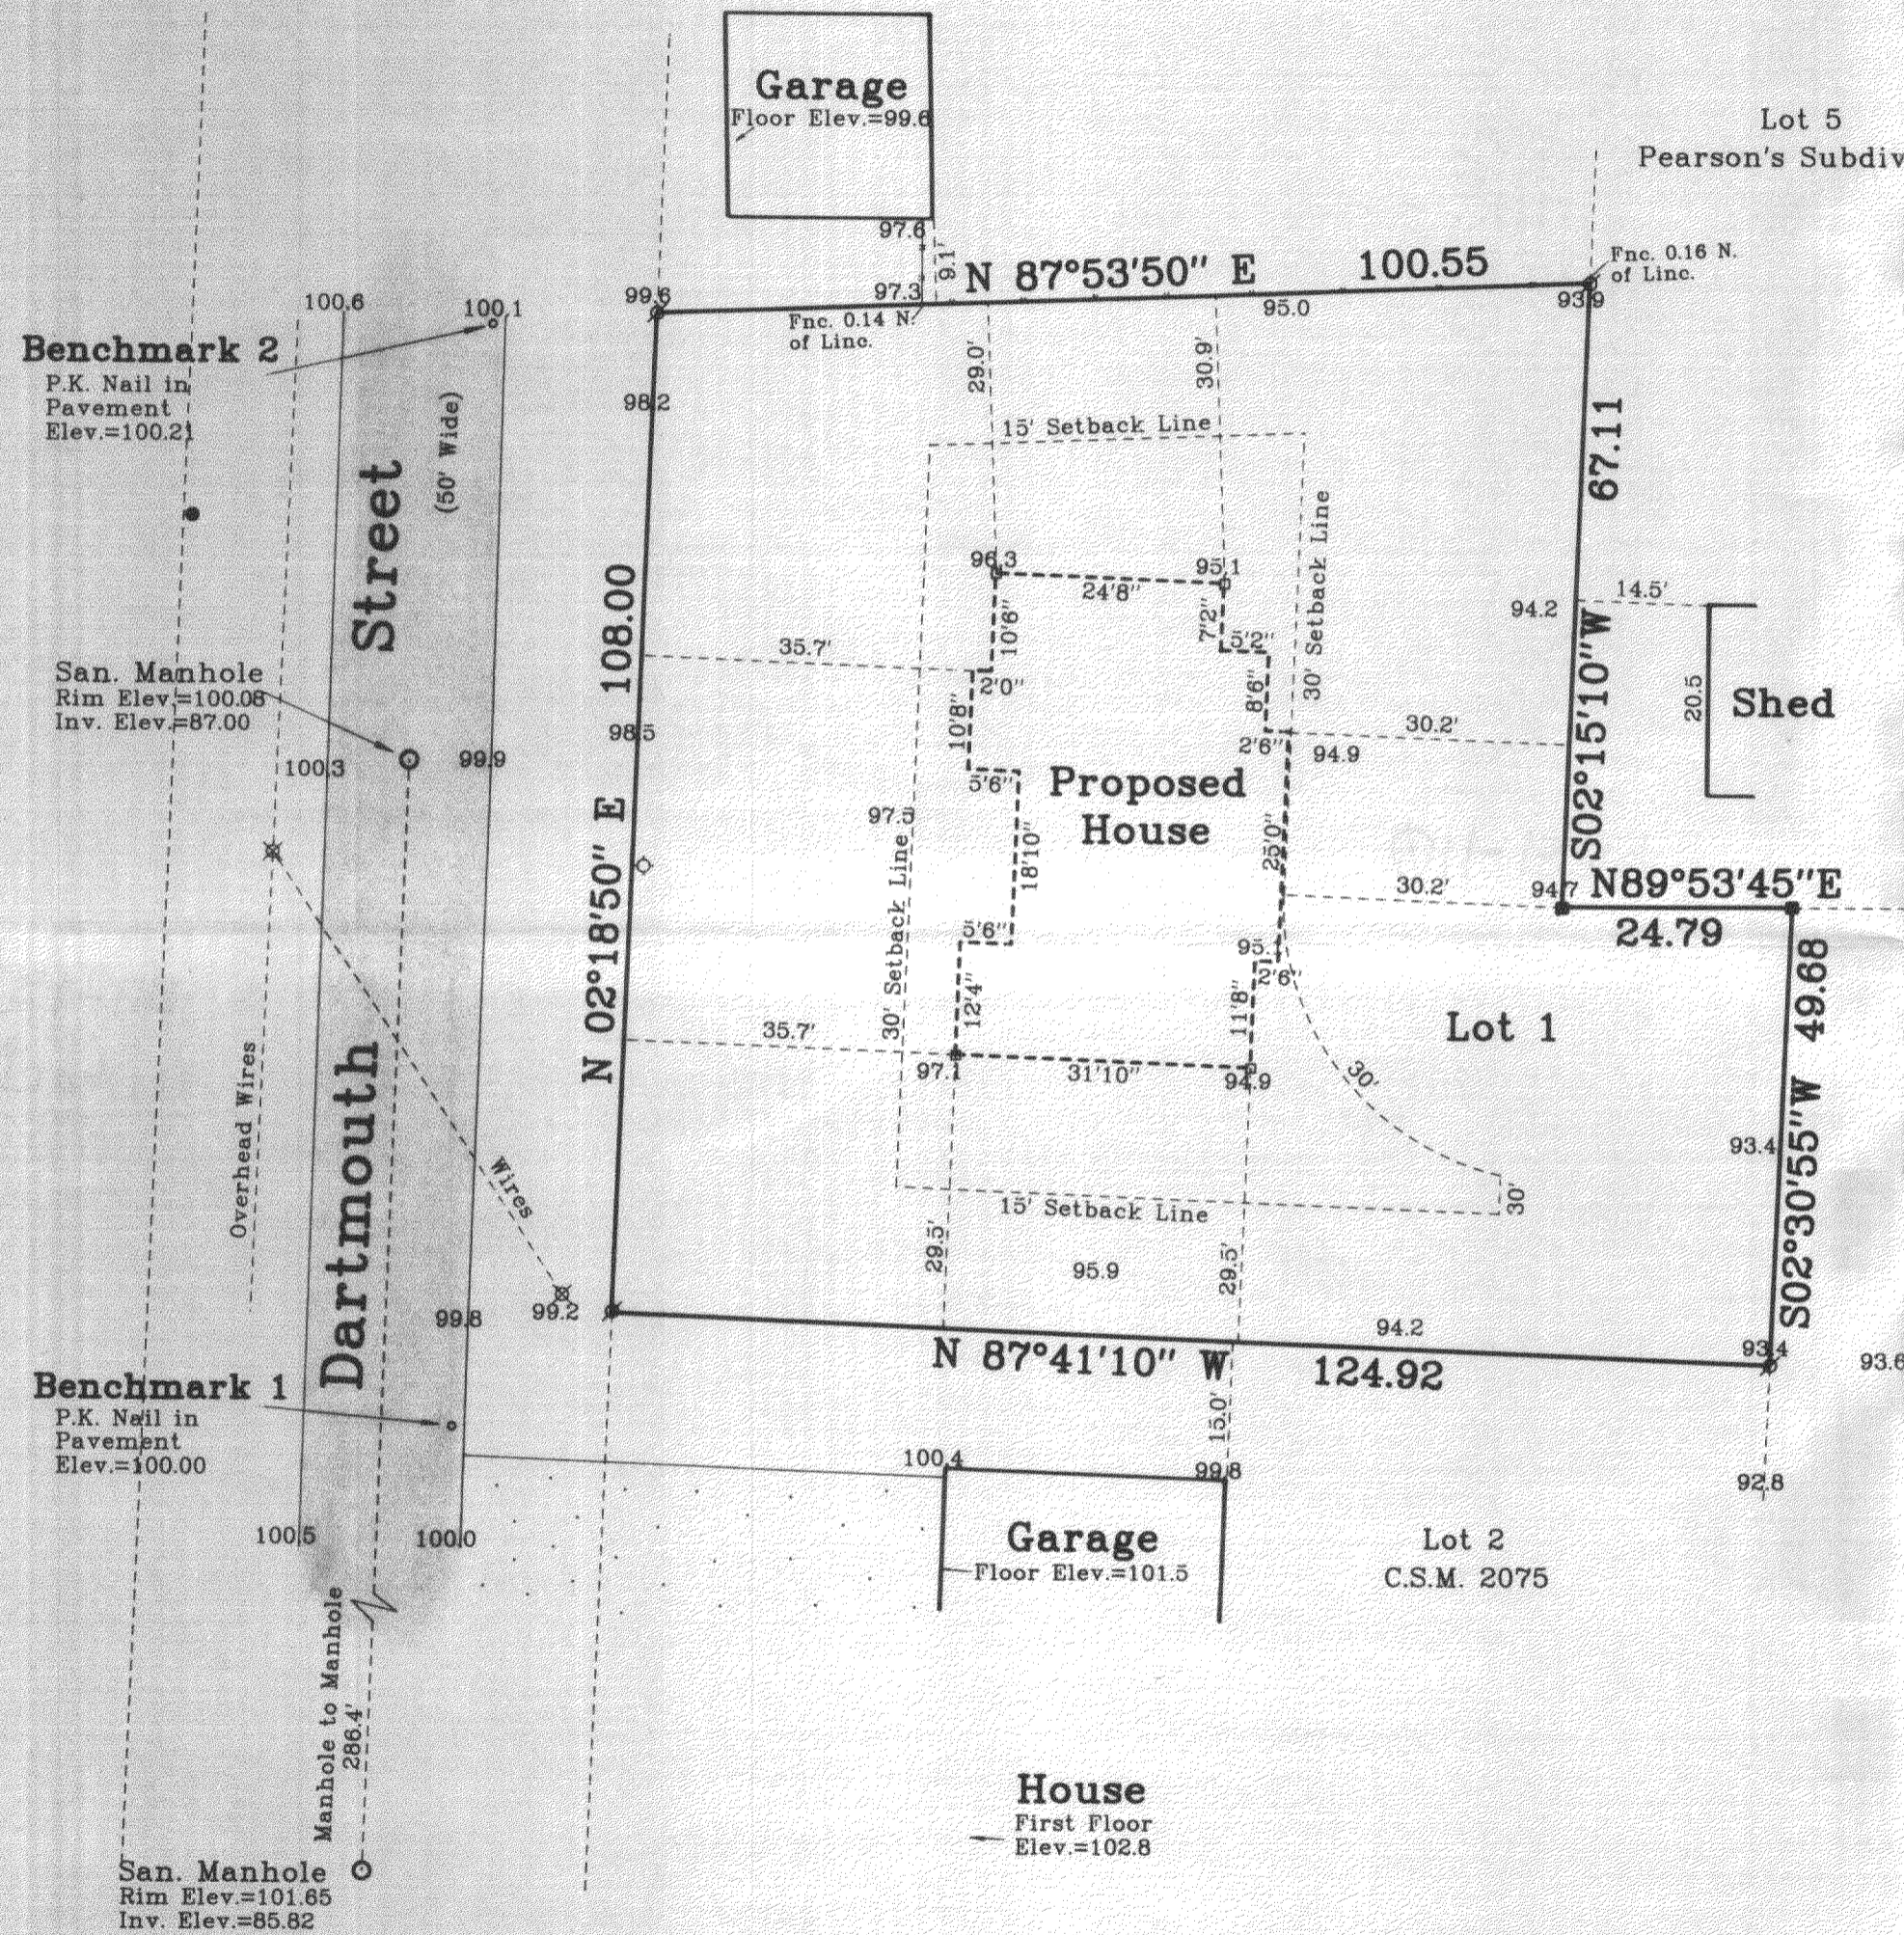 Garage
Floor Elev.=99.6
Lot 5
Pearson's Subdiv
97.6
9.1'
N 87°53'50" E 100.55
Fnc. 0.16 N.
of Linc.
99.6
97.3
95.0
93.9
Fnc. 0.14 N.
of Linc.
100.6
100.1
Benchmark 2
P.K. Nail in
Pavement
Elev.=100.21
(50' Wide)
98.2
29.0'
30.9'
15' Setback Line
67.11
Street
30' Setback Line
96.3
95.1
24'8"
10'6"
7'2"
5'2"
94.2
14.5'
108.00
35.7'
2'0"
8'6"
S02°15'10"W
20.5
Shed
San. Manhole
Rim Elev.=100.08
Inv. Elev.=87.00
100.3
99.9
98.5
10'8"
2'6"
94.9
30.2'
5'6"
Proposed
House
97.5
18'10"
25'0"
30' Setback Line
30.2'
94.7
N89°53'45"E
24.79
N 02°18'50" E
5'6"
95.1
2'6"
12'4"
11'8"
Lot 1
49.68
35.7'
97.1
31'10"
94.9
30'
Overhead Wires
Dartmouth
Wires
93.4
S02°30'55"W
15' Setback Line
30'
29.5'
29.5'
95.9
99.8
99.2
94.2
93.4
93.6
N 87°41'10" W 124.92
Benchmark 1
P.K. Nail in
Pavement
Elev.=100.00
15.0'
100.4
99.8
92.8
100.5
100.0
Garage
Floor Elev.=101.5
Lot 2
C.S.M. 2075
Manhole to Manhole
286.4'
House
First Floor
Elev.=102.8
San. Manhole
Rim Elev.=101.65
Inv. Elev.=85.82